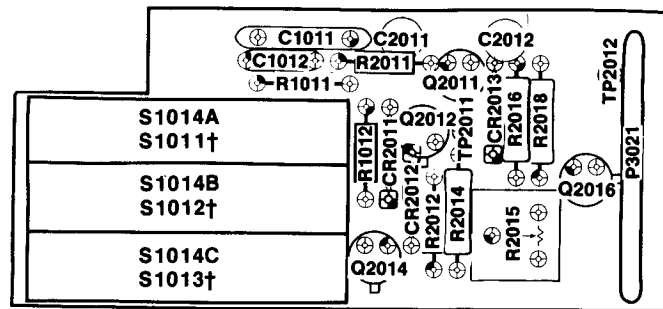 C1011
C2011
C2012
C1012
R2011
R1011
Q2011
TP2012
S1014A
S1011†
S1014B
S1012†
S1014C
S1013†
R1012
CR2011
Q2012
CR2012
TP2011
CR2013
R2016
R2018
R2012
R2014
Q2014
R2015
Q2016
P3021